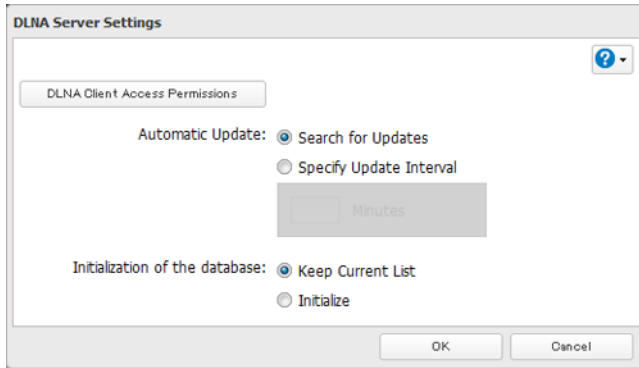 DLNA Server Settings
?
DLNA Client Access Permissions
Automatic Update: Search for Updates
Specify Update Interval
Minutes
Initialization of the database: Keep Current List
Initialize
OK Cancel